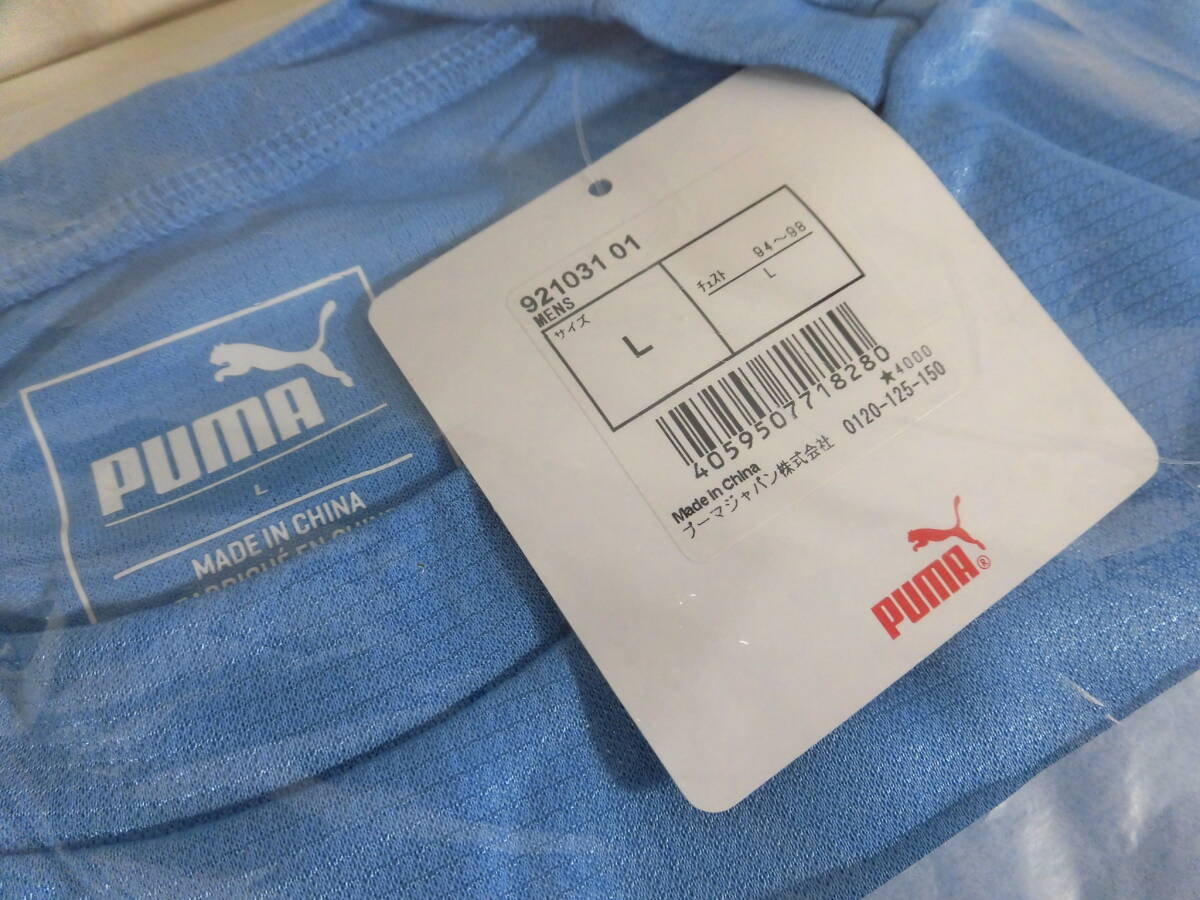 PUMA
L
MADE IN CHINA
921031 01
MENS
サイズ
L
チェスト 94～98
L
4059507718280
★4000
Made in China
プーマジャパン株式会社 0120-125-150
PUMA®